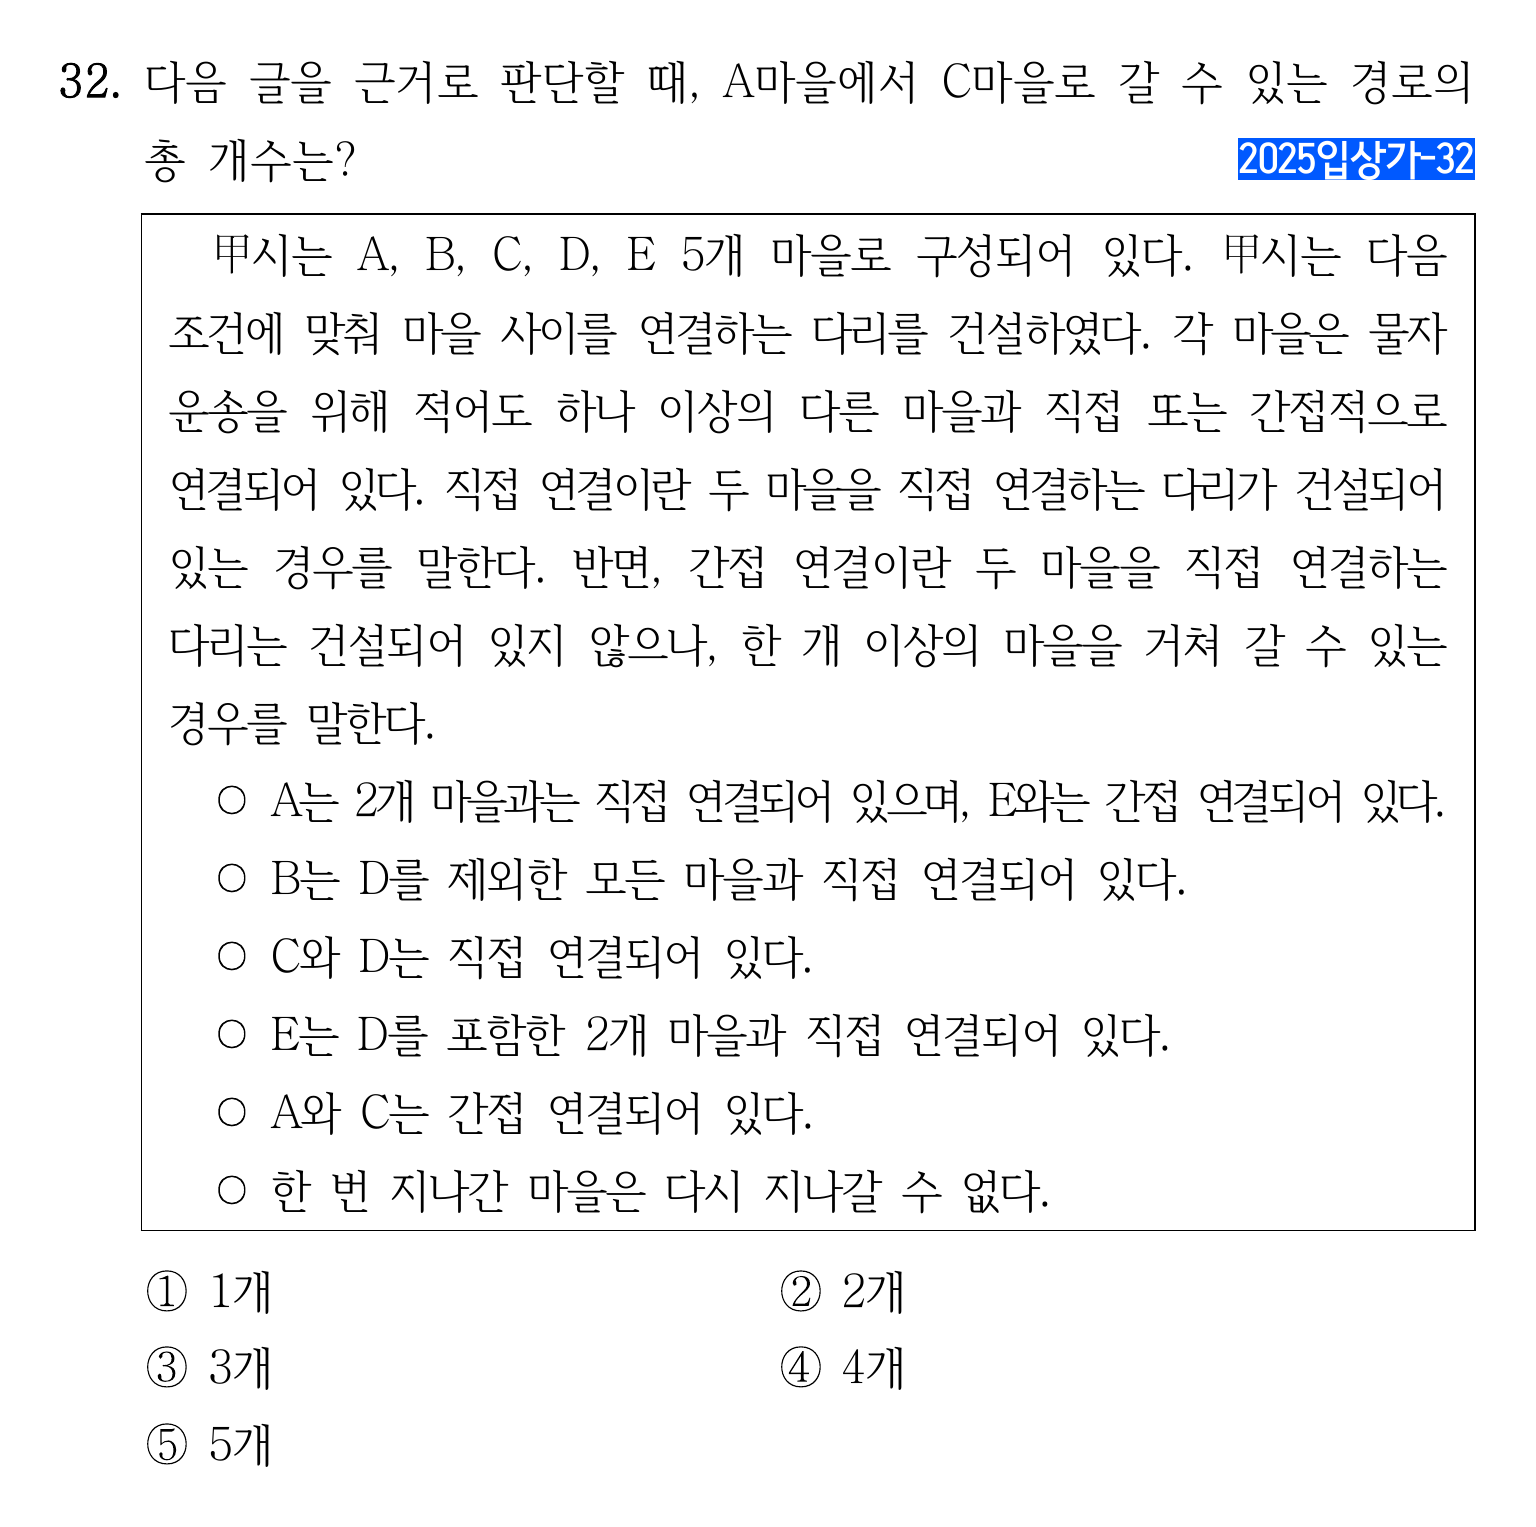 32. 다음 글을 근거로 판단할 때, A마을에서 C마을로 갈 수 있는 경로의
총 개수는?
2025입상가-32
甲시는 A, B, C, D, E 5개 마을로 구성되어 있다. 甲시는 다음
조건에 맞춰 마을 사이를 연결하는 다리를 건설하였다. 각 마을은 물자
운송을 위해 적어도 하나 이상의 다른 마을과 직접 또는 간접적으로
연결되어 있다. 직접 연결이란 두 마을을 직접 연결하는 다리가 건설되어
있는 경우를 말한다. 반면, 간접 연결이란 두 마을을 직접 연결하는
다리는 건설되어 있지 않으나, 한 개 이상의 마을을 거쳐 갈 수 있는
경우를 말한다.
○ A는 2개 마을과는 직접 연결되어 있으며, E와는 간접 연결되어 있다.
○ B는 D를 제외한 모든 마을과 직접 연결되어 있다.
○ C와 D는 직접 연결되어 있다.
○ E는 D를 포함한 2개 마을과 직접 연결되어 있다.
○ A와 C는 간접 연결되어 있다.
○ 한 번 지나간 마을은 다시 지나갈 수 없다.
① 1개
② 2개
③ 3개
④ 4개
⑤ 5개